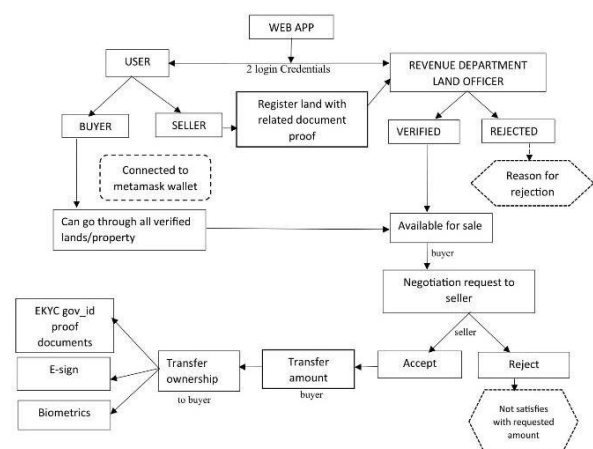 WEB APP
USER
2 login Credentials
REVENUE DEPARTMENT
LAND OFFICER
BUYER
SELLER
Register land with
related document
proof
VERIFIED
REJECTED
Connected to
metamask wallet
Reason for
rejection
Can go through all verified
lands/property
Available for sale
buyer
Negotiation request to
seller
seller
EKYC gov_id
proof
documents
E-sign
Biometrics
Transfer
ownership
to buyer
Transfer
amount
buyer
Accept
Reject
Not satisfies
with requested
amount